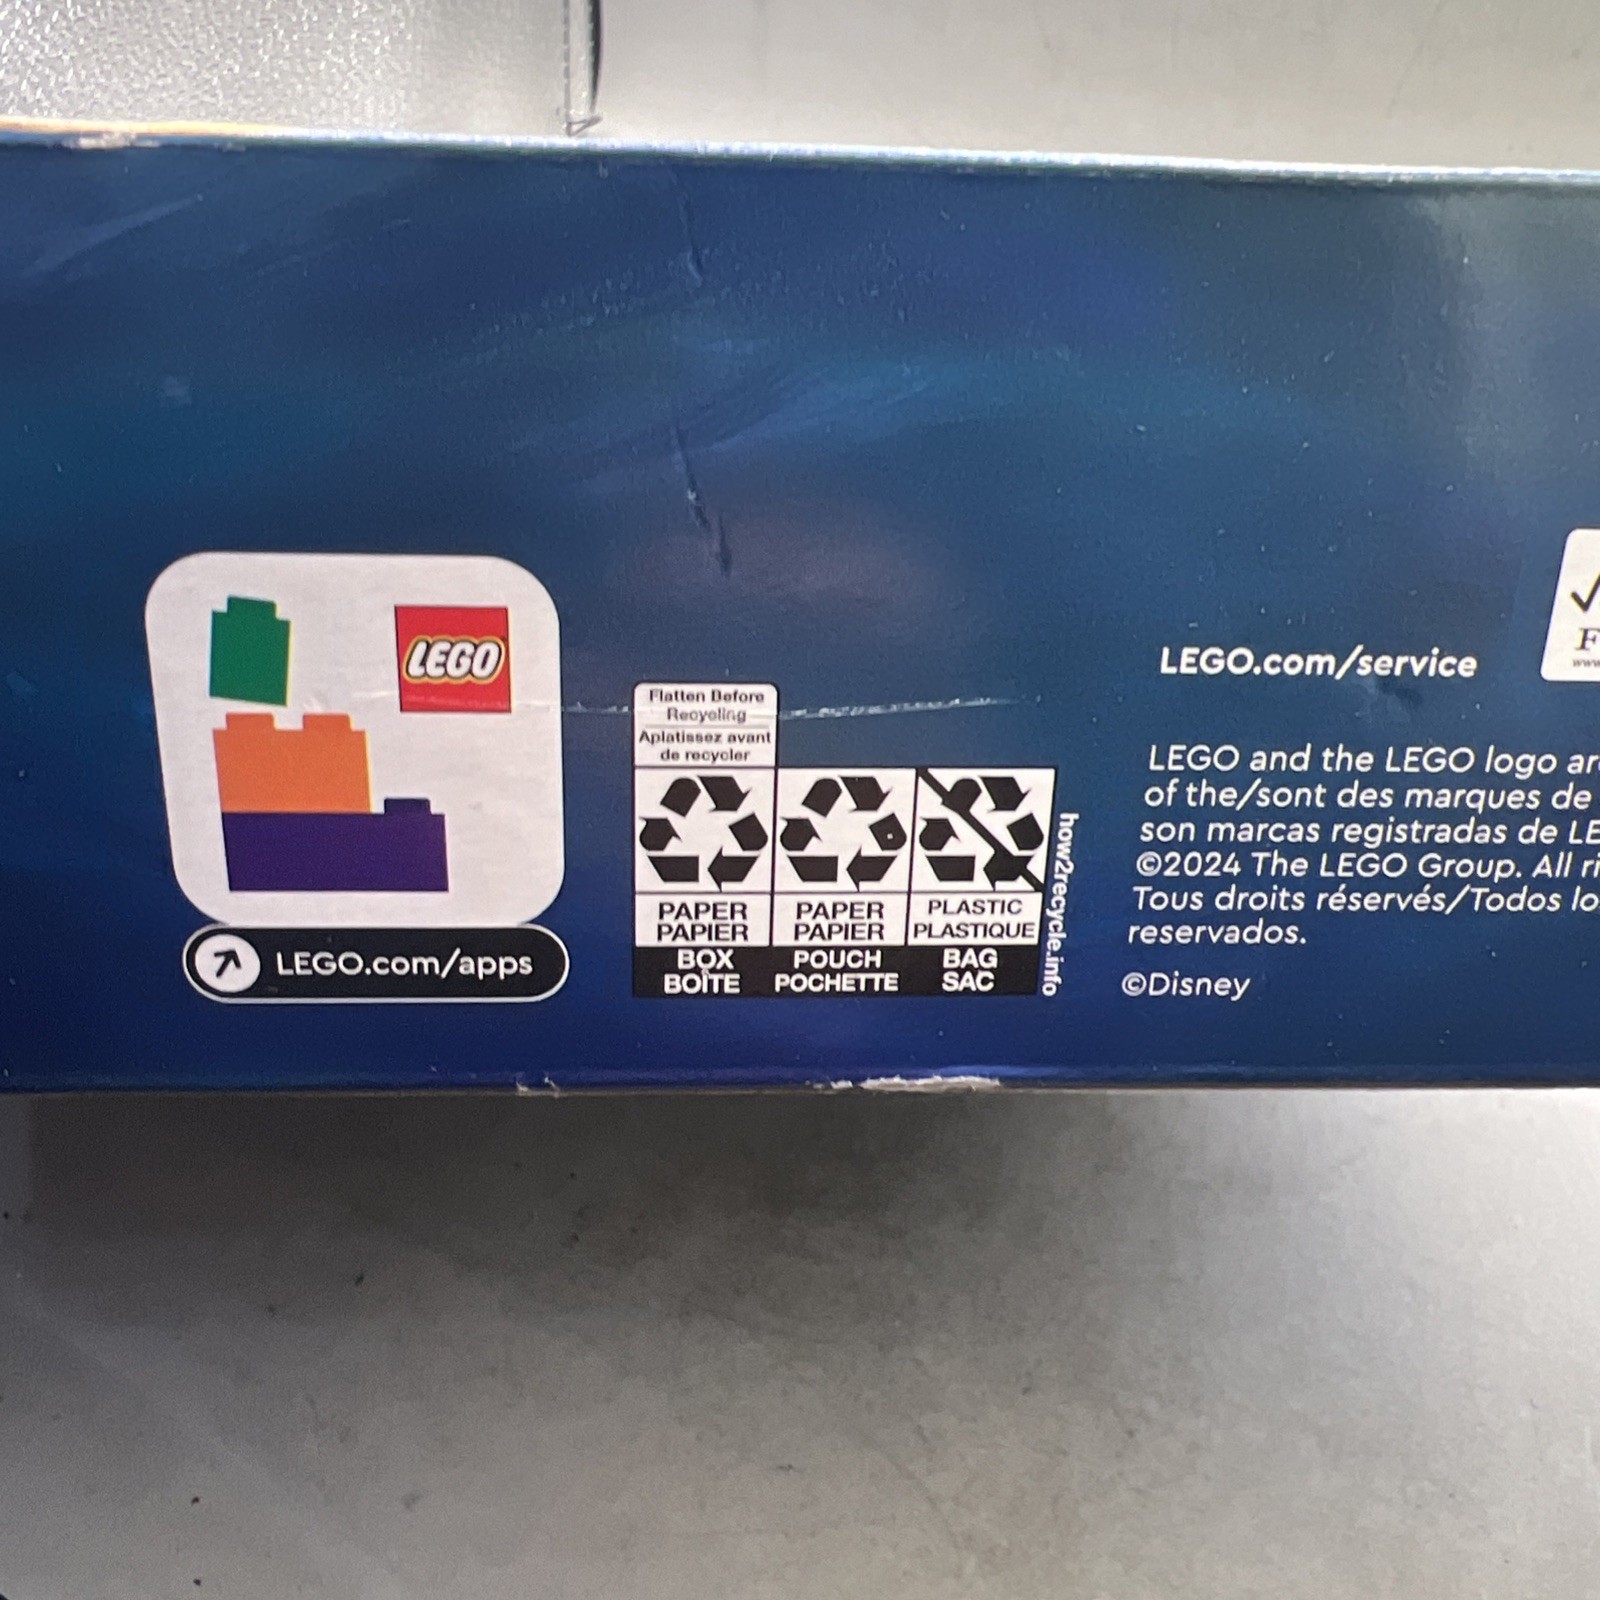 LEGO
LEGO.com/apps
Flatten Before
Recycling
Aplatissez avant
de recycler
PAPER
PAPIER
BOX
BOÎTE
PAPER
PAPIER
POUCH
POCHETTE
PLASTIC
PLASTIQUE
BAG
SAC
how2recycle.info
LEGO.com/service
LEGO and the LEGO logo
of the/sont des marques de
son marcas registradas de
©2024 The LEGO Group. All
Tous droits réservés/Todos
reservados.
©Disney